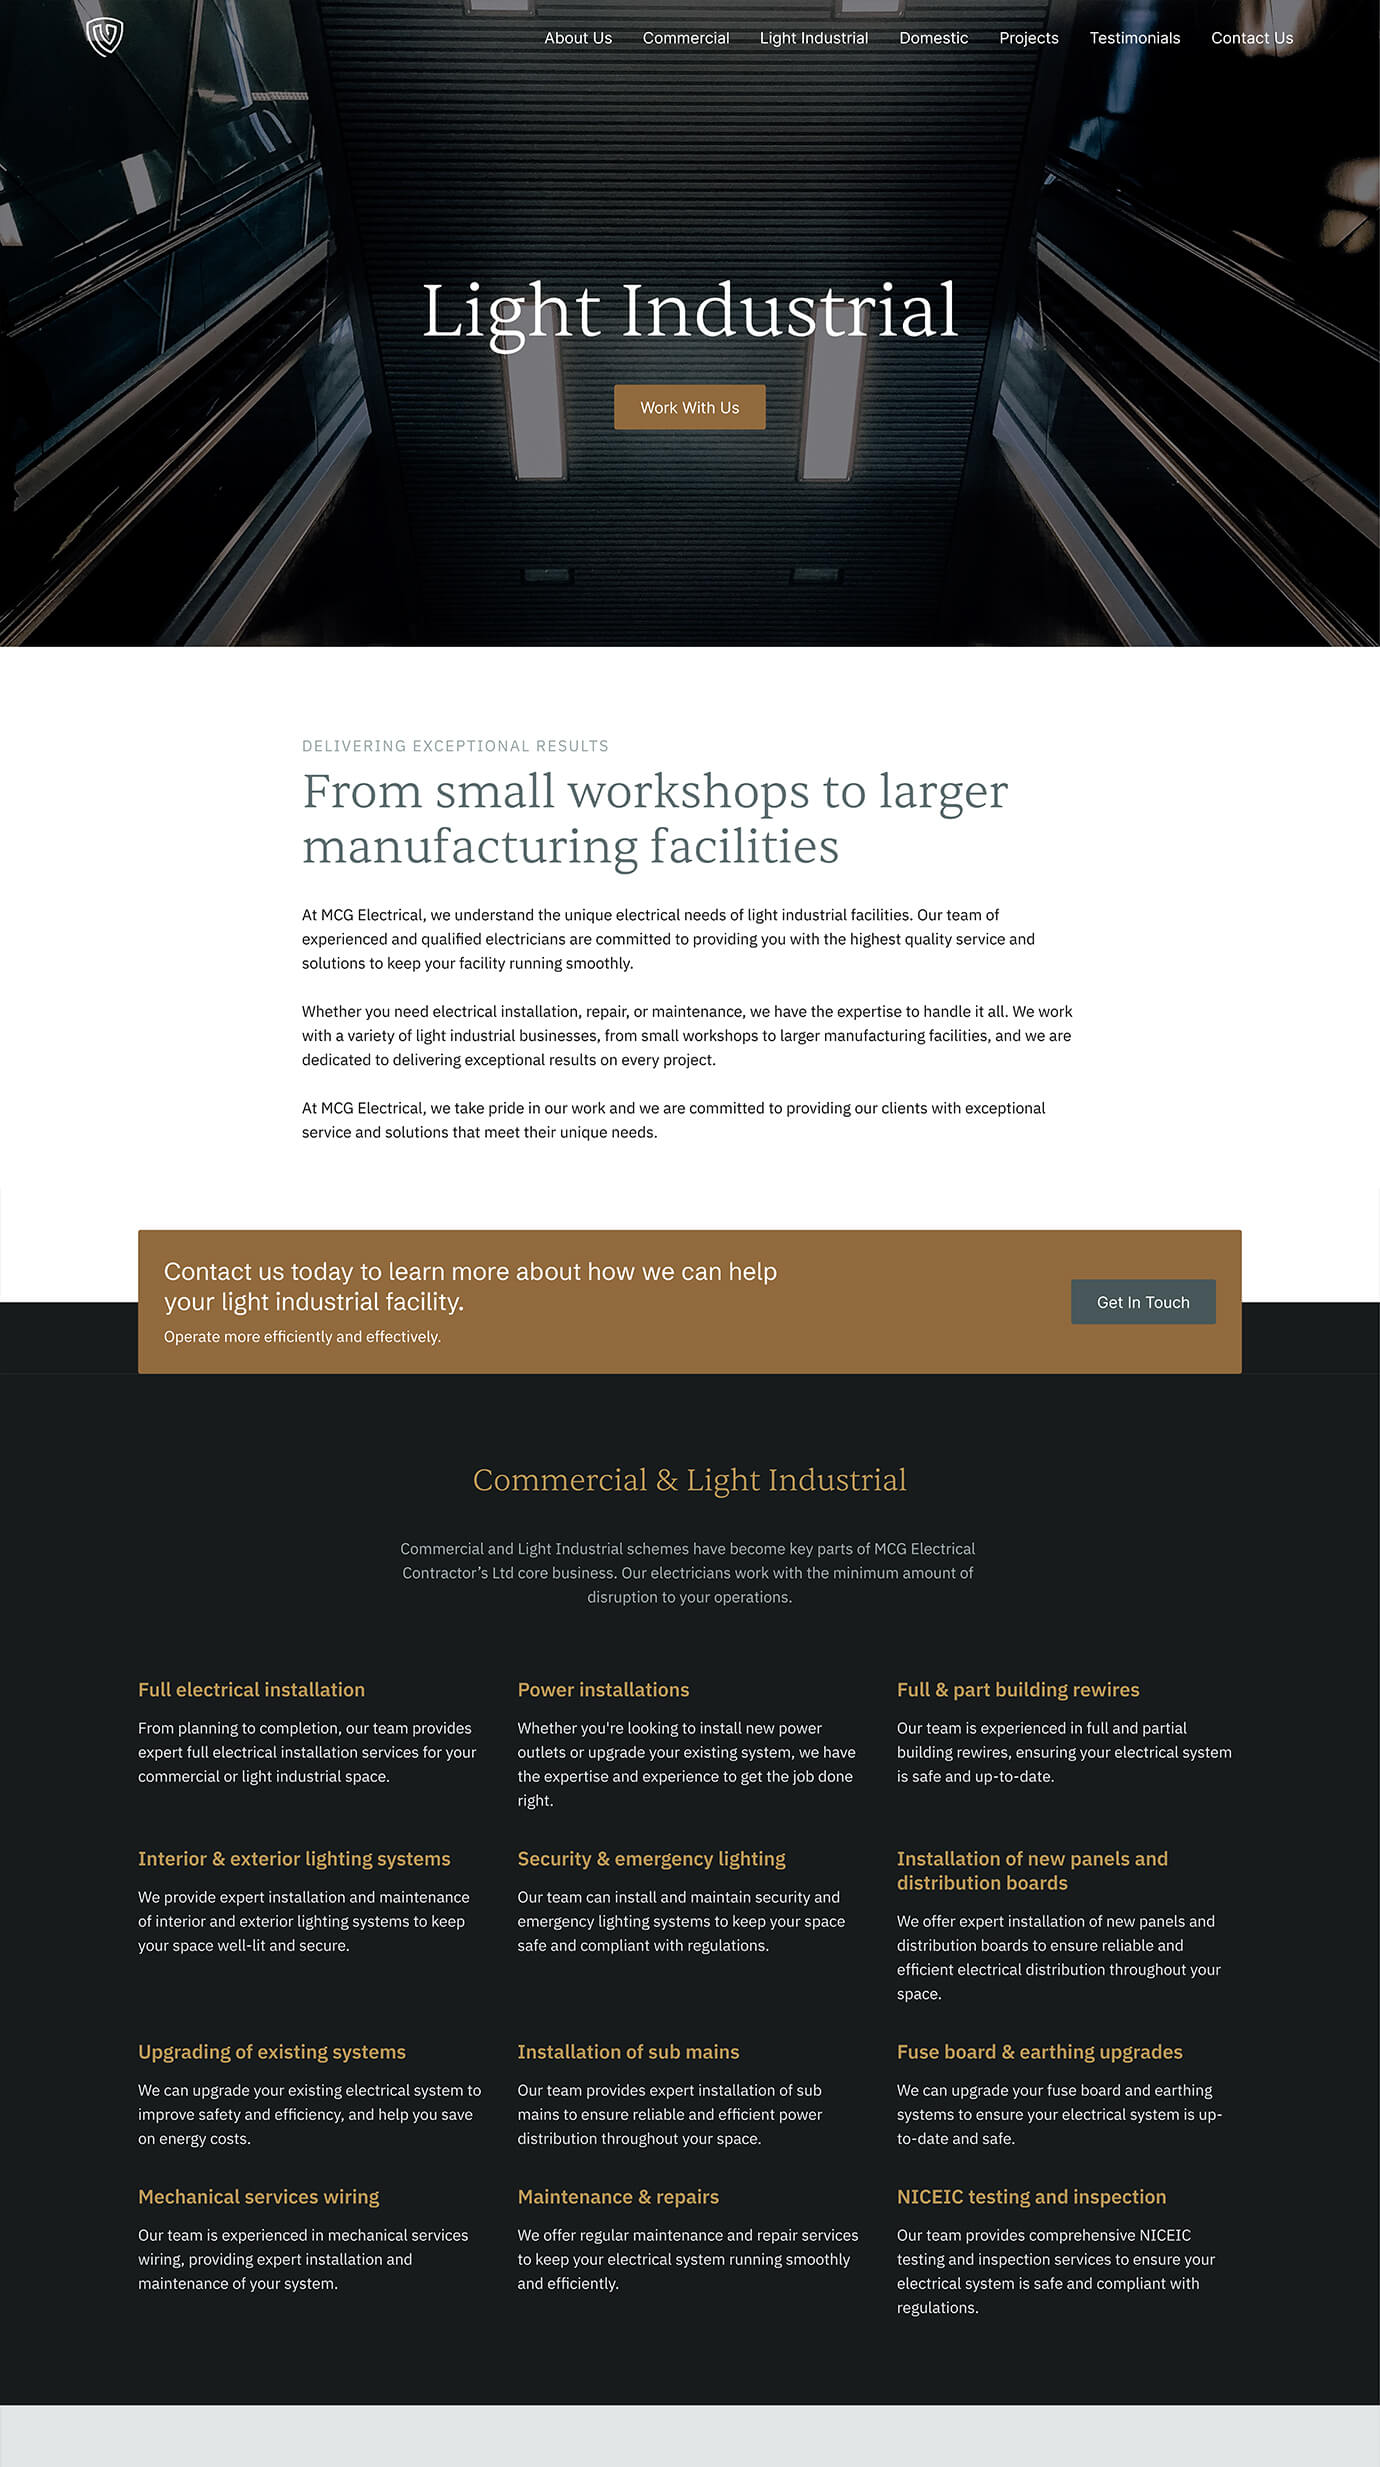 About Us Commercial Light Industrial Domestic Projects Testimonials Contact Us
Light Industrial
Work With Us
DELIVERING EXCEPTIONAL RESULTS
From small workshops to larger
manufacturing facilities
At MCG Electrical, we understand the unique electrical needs of light industrial facilities. Our team of
experienced and qualified electricians are committed to providing you with the highest quality service and
solutions to keep your facility running smoothly.
Whether you need electrical installation, repair, or maintenance, we have the expertise to handle it all. We work
with a variety of light industrial businesses, from small workshops to larger manufacturing facilities, and we are
dedicated to delivering exceptional results on every project.
At MCG Electrical, we take pride in our work and we are committed to providing our clients with exceptional
service and solutions that meet their unique needs.
Contact us today to learn more about how we can help
your light industrial facility.
Operate more efficiently and effectively.
Get In Touch
Commercial & Light Industrial
Commercial and Light Industrial schemes have become key parts of MCG Electrical
Contractor’s Ltd core business. Our electricians work with the minimum amount of
disruption to your operations.
Full electrical installation
From planning to completion, our team provides
expert full electrical installation services for your
commercial or light industrial space.
Power installations
Whether you're looking to install new power
outlets or upgrade your existing system, we have
the expertise and experience to get the job done
right.
Full & part building rewires
Our team is experienced in full and partial
building rewires, ensuring your electrical system
is safe and up-to-date.
Interior & exterior lighting systems
We provide expert installation and maintenance
of interior and exterior lighting systems to keep
your space well-lit and secure.
Security & emergency lighting
Our team can install and maintain security and
emergency lighting systems to keep your space
safe and compliant with regulations.
Installation of new panels and
distribution boards
We offer expert installation of new panels and
distribution boards to ensure reliable and
efficient electrical distribution throughout your
space.
Upgrading of existing systems
We can upgrade your existing electrical system to
improve safety and efficiency, and help you save
on energy costs.
Installation of sub mains
Our team provides expert installation of sub
mains to ensure reliable and efficient power
distribution throughout your space.
Fuse board & earthing upgrades
We can upgrade your fuse board and earthing
systems to ensure your electrical system is up-
to-date and safe.
Mechanical services wiring
Our team is experienced in mechanical services
wiring, providing expert installation and
maintenance of your system.
Maintenance & repairs
We offer regular maintenance and repair services
to keep your electrical system running smoothly
and efficiently.
NICEIC testing and inspection
Our team provides comprehensive NICEIC
testing and inspection services to ensure your
electrical system is safe and compliant with
regulations.